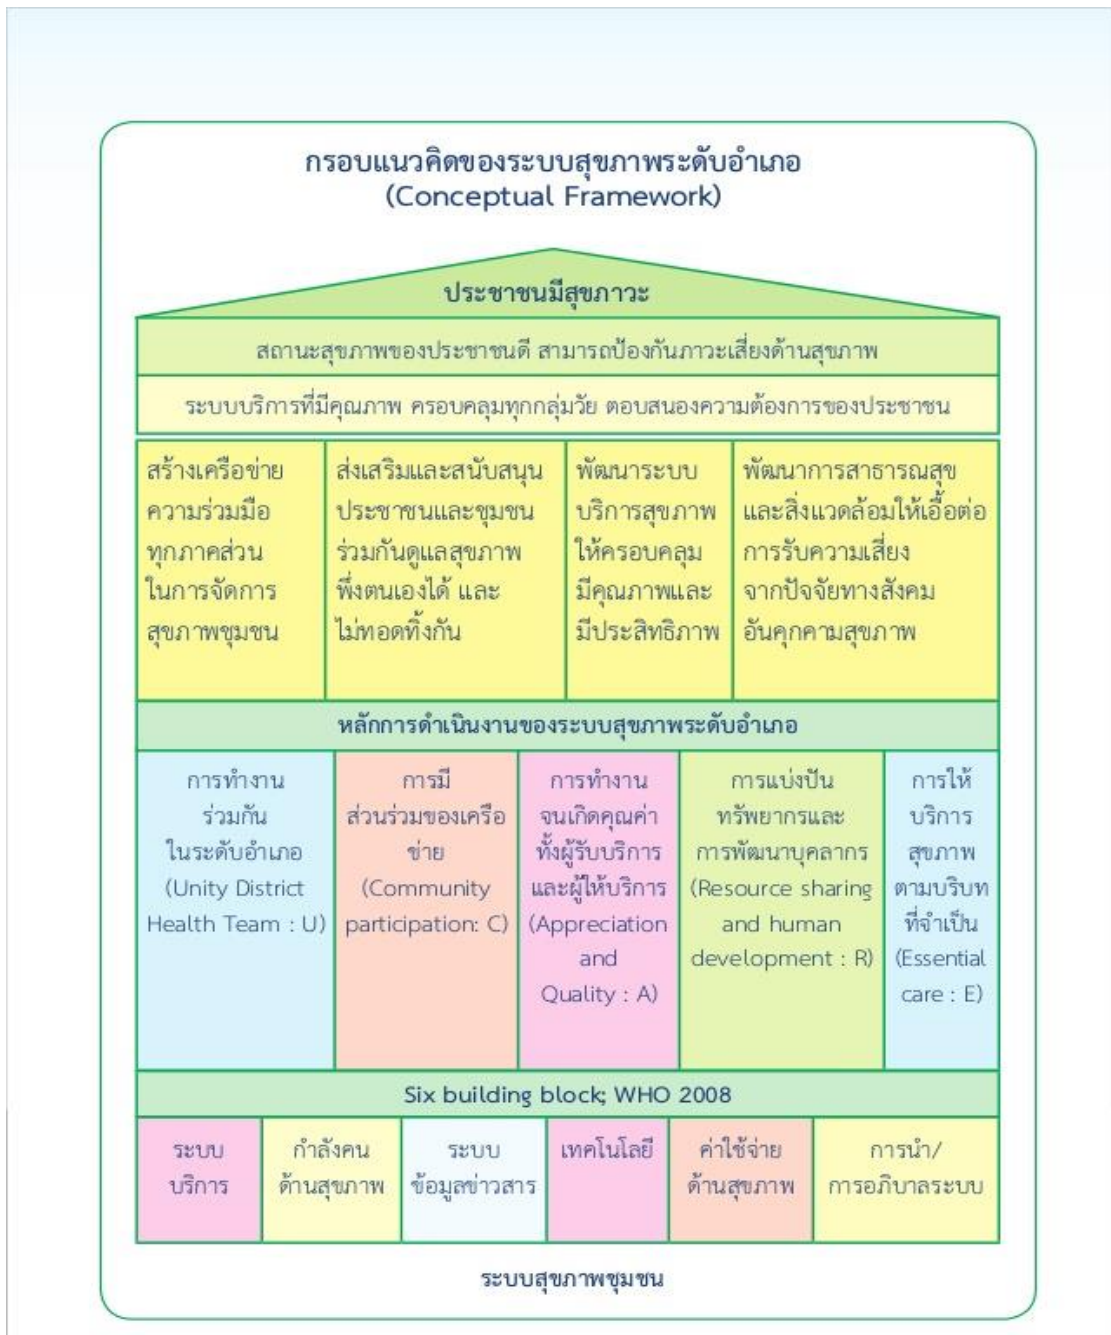 กรอบแนวคิดของระบบสุขภาพระดับอำเภอ
(Conceptual Framework)
ประชาชนมีสุขภาวะ
สถานะสุขภาพของประชาชนดี สามารถป้องกันภาวะเสี่ยงด้านสุขภาพ
ระบบบริการที่มีคุณภาพ ครอบคลุมทุกกลุ่มวัย ตอบสนองความต้องการของประชาชน
สร้างเครือข่าย
ความร่วมมือ
ทุกภาคส่วน
ในการจัดการ
สุขภาพชุมชน
ส่งเสริมและสนับสนุน
ประชาชนและชุมชน
ร่วมกันดูแลสุขภาพ
พึ่งตนเองได้ และ
ไม่ทอดทิ้งกัน
พัฒนาระบบ
บริการสุขภาพ
ให้ครอบคลุม
มีคุณภาพและ
มีประสิทธิภาพ
พัฒนาการสาธารณสุข
และสิ่งแวดล้อมให้เอื้อต่อ
การรับความเสี่ยง
จากปัจจัยทางสังคม
อันคุกคามสุขภาพ
หลักการดำเนินงานของระบบสุขภาพระดับอำเภอ
การทำงาน
ร่วมกัน
ในระดับอำเภอ
(Unity District
Health Team : U)
การมี
ส่วนร่วมของเครือ
ข่าย
(Community
participation: C)
การทำงาน
จนเกิดคุณค่า
ทั้งผู้รับบริการ
และผู้ให้บริการ
(Appreciation
and
Quality : A)
การแบ่งปัน
ทรัพยากรและ
การพัฒนาบุคลากร
(Resource sharing
and human
development : R)
การให้
บริการ
สุขภาพ
ตามบริบท
ที่จำเป็น
(Essential
care : E)
Six building block; WHO 2008
ระบบ
บริการ
กำลังคน
ด้านสุขภาพ
ระบบ
ข้อมูลข่าวสาร
เทคโนโลยี
ค่าใช้จ่าย
ด้านสุขภาพ
การนำ/
การอภิบาลระบบ
ระบบสุขภาพชุมชน